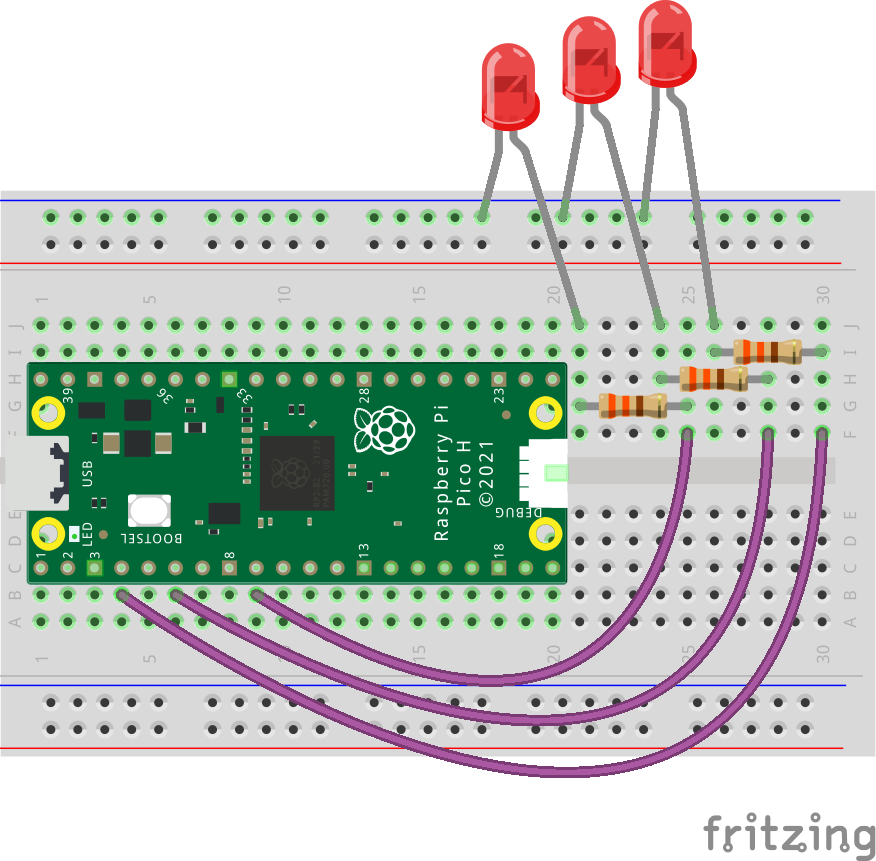 1 5 10 15 20 25 30
J J
I I
H H
G G
F F
39 36 33 28 23
USB
LED
BOOTSEL
Raspberry Pi
Pico H
©2021
DEBUG
1 2 3 8 13 18
E E
D D
C C
B B
A A
1 5 10 15 25 30
fritzing